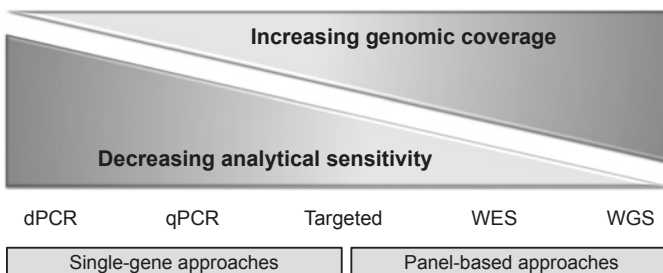 Increasing genomic coverage
Decreasing analytical sensitivity
dPCR qPCR Targeted WES WGS
Single-gene approaches Panel-based approaches